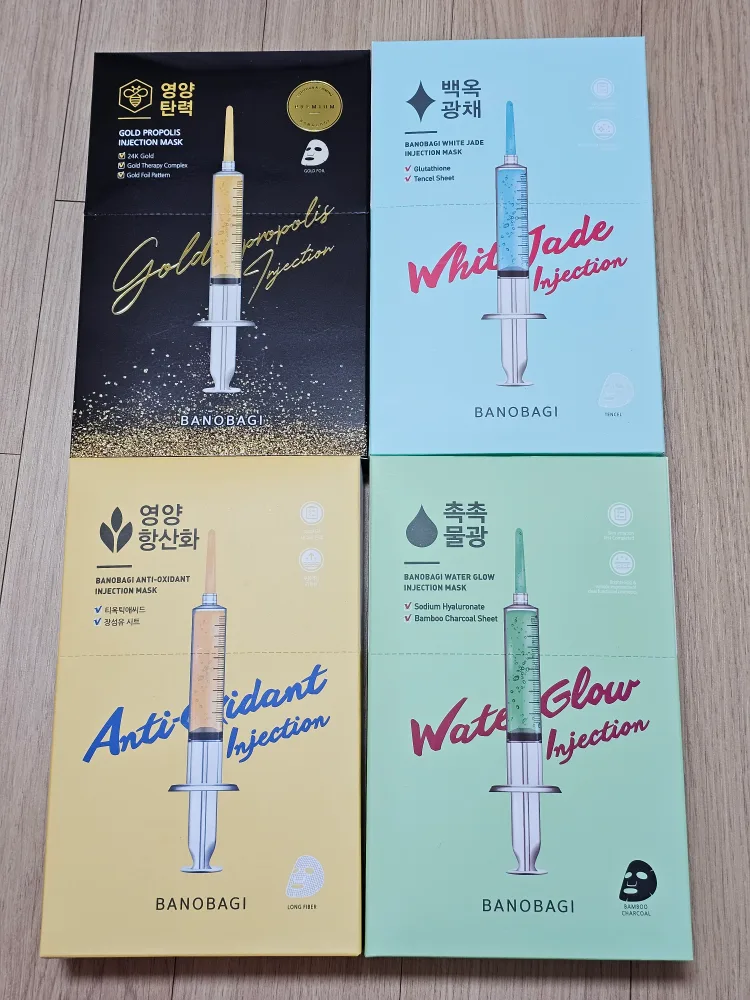 영양
탄력
GOLD PROPOLIS
INJECTION MASK
24K Gold
Gold Therapy Complex
Gold Foil Pattern
PREMIUM
GOLD FOIL
Gold propolis
Injection
BANOBAGI
백옥
광채
BANOBAGI WHITE JADE
INJECTION MASK
Glutathione
Tencel Sheet
White Jade
Injection
BANOBAGI
TENCEL
영양
항산화
BANOBAGI ANTI-OXIDANT
INJECTION MASK
티옥틱애씨드
장섬유 시트
Anti-Oxidant
Injection
BANOBAGI
LONG FIBER
촉촉
물광
BANOBAGI WATER GLOW
INJECTION MASK
Sodium Hyaluronate
Bamboo Charcoal Sheet
Water Glow
Injection
BANOBAGI
BAMBOO
CHARCOAL